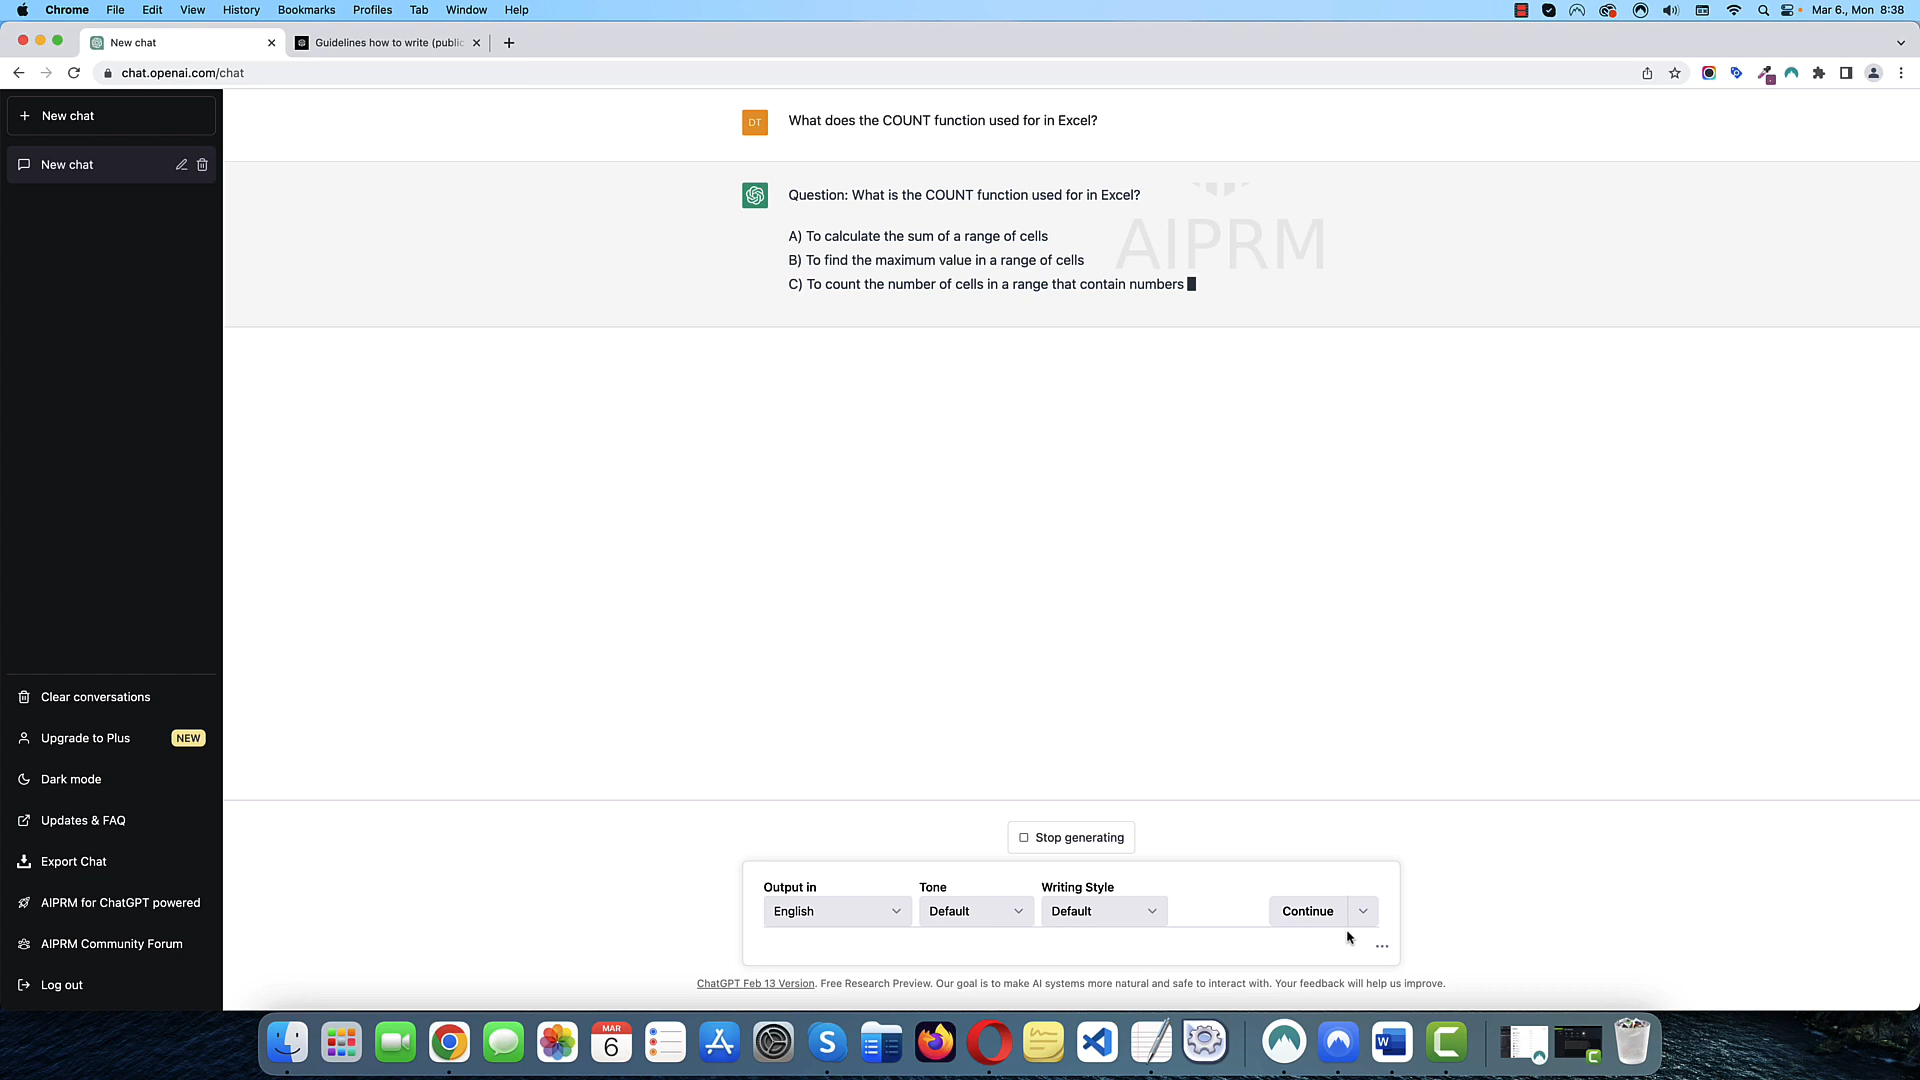 Chrome File Edit View History Bookmarks Profiles Tab Window Help Mar 6., Mon 8:38
New chat
Guidelines how to write (public
chat.openai.com/chat
New chat
New chat
DT
What does the COUNT function used for in Excel?
Question: What is the COUNT function used for in Excel?
A) To calculate the sum of a range of cells
B) To find the maximum value in a range of cells
C) To count the number of cells in a range that contain numbers
AIPRM
Clear conversations
Upgrade to Plus NEW
Dark mode
Updates & FAQ
Export Chat
AIPRM for ChatGPT powered
AIPRM Community Forum
Log out
Stop generating
Output in Tone Writing Style
English Default Default Continue
ChatGPT Feb 13 Version. Free Research Preview. Our goal is to make AI systems more natural and safe to interact with. Your feedback will help us improve.
MAR
6
S
W
C